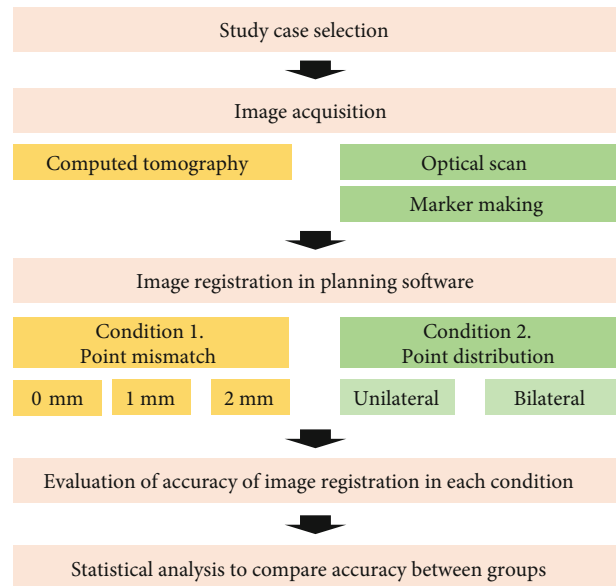 Study case selection
Image acquisition
Computed tomography
Optical scan
Marker making
Image registration in planning software
Condition 1.
Point mismatch
Condition 2.
Point distribution
0 mm
1 mm
2 mm
Unilateral
Bilateral
Evaluation of accuracy of image registration in each condition
Statistical analysis to compare accuracy between groups